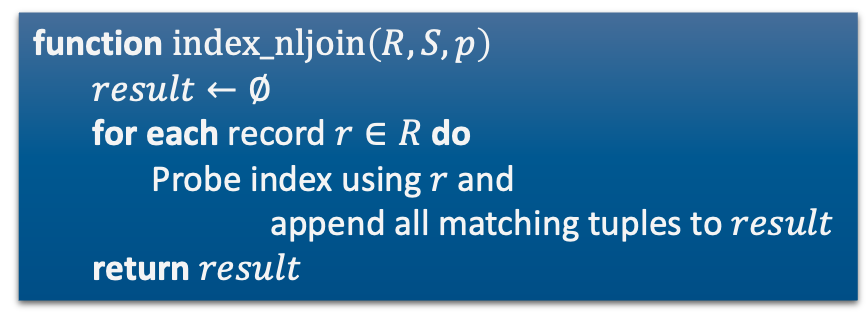 function index_nljoin(R, S, p)
result ← ∅
for each record r ∈ R do
Probe index using r and
append all matching tuples to result
return result